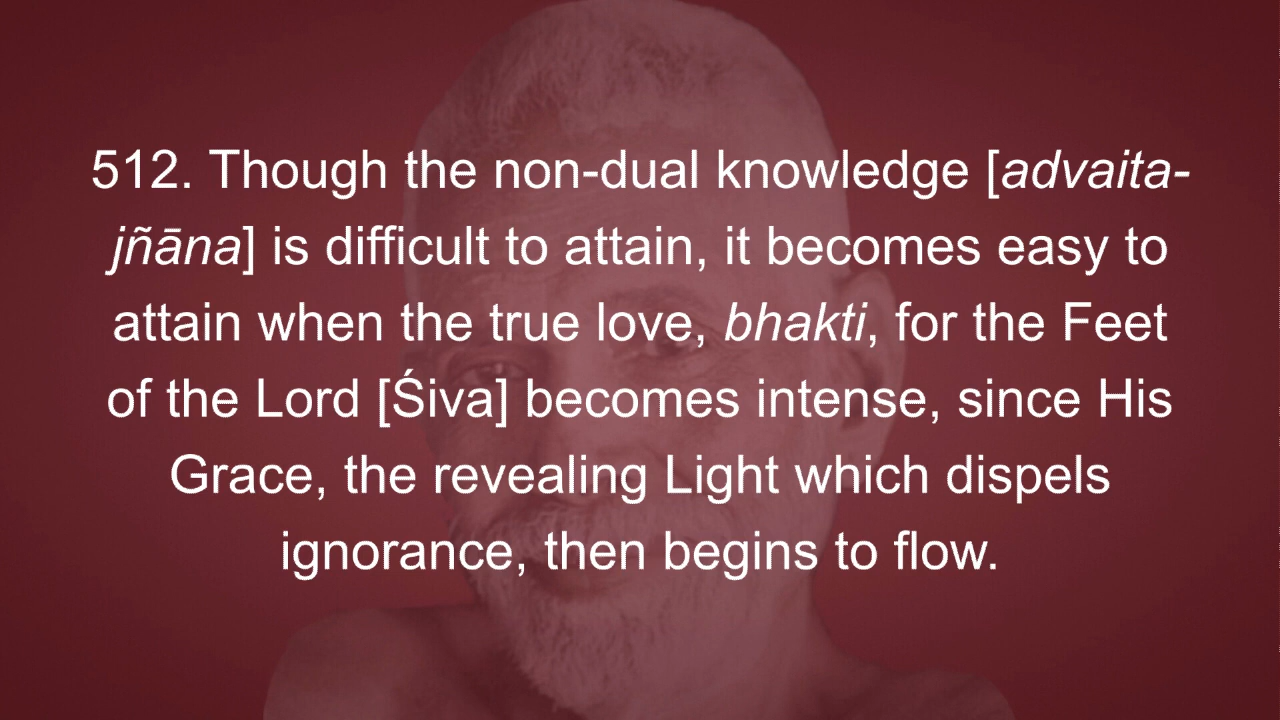 512. Though the non-dual knowledge [advaita-
jñāna] is difficult to attain, it becomes easy to
attain when the true love, bhakti, for the Feet
of the Lord [Śiva] becomes intense, since His
Grace, the revealing Light which dispels
ignorance, then begins to flow.